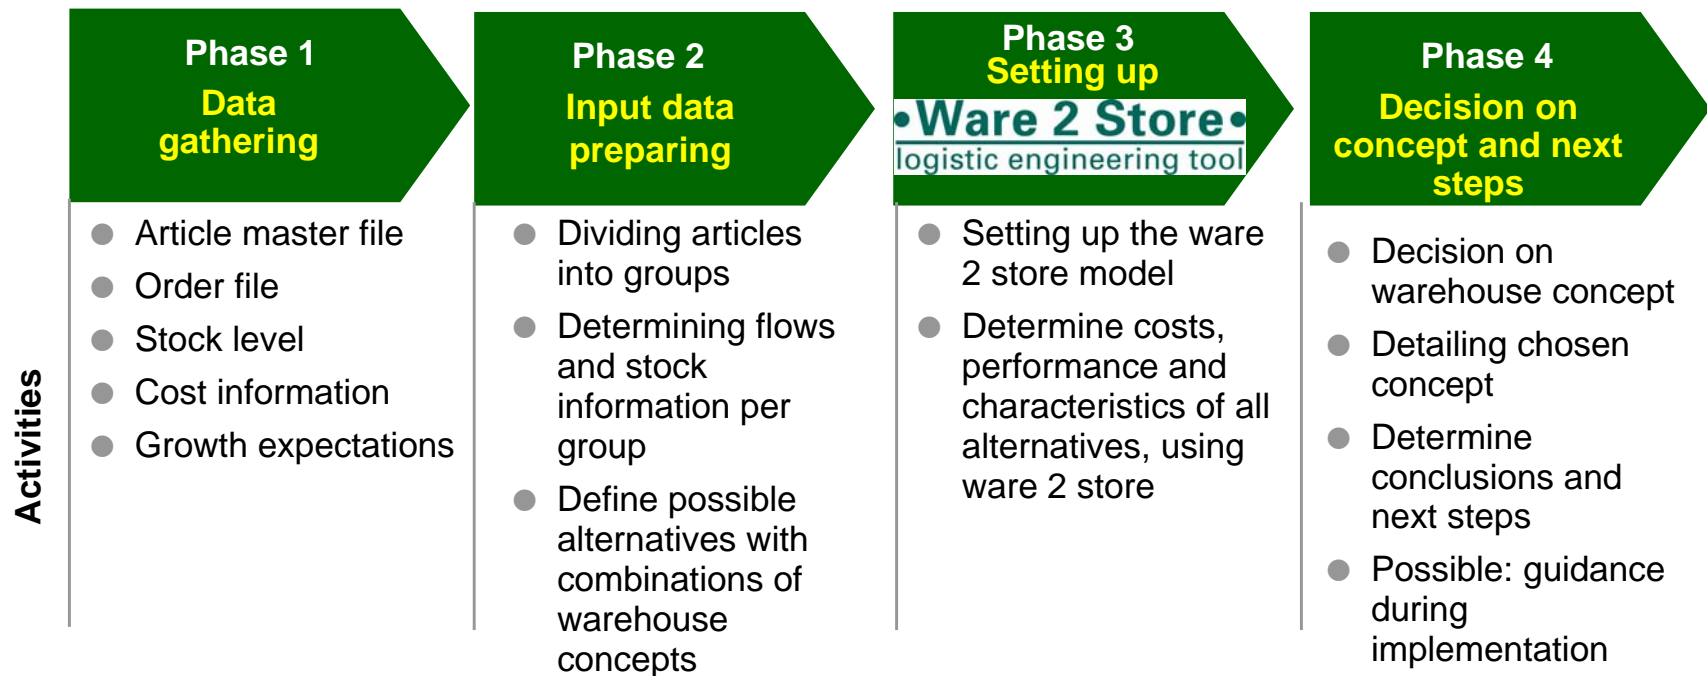 Phase 1
Data
gathering
Phase 2
Input data
preparing
Phase 3
Setting up
•Ware 2 Store•
logistic engineering tool
Phase 4
Decision on
concept and next
steps
Activities
● Article master file
● Order file
● Stock level
● Cost information
● Growth expectations
● Dividing articles
into groups
● Determining flows
and stock
information per
group
● Define possible
alternatives with
combinations of
warehouse
concepts
● Setting up the ware
2 store model
● Determine costs,
performance and
characteristics of all
alternatives, using
ware 2 store
● Decision on
warehouse concept
● Detailing chosen
concept
● Determine
conclusions and
next steps
● Possible: guidance
during
implementation